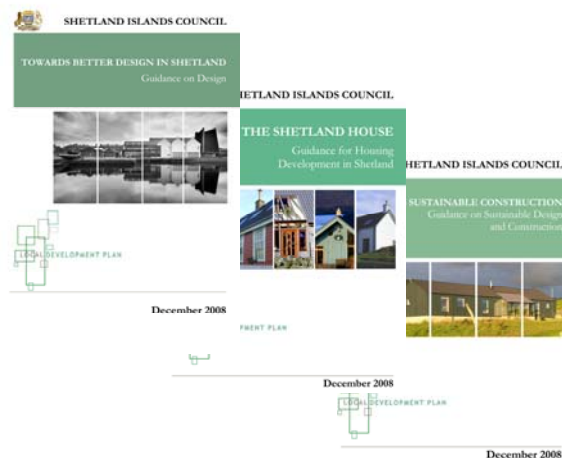 SHETLAND ISLANDS COUNCIL
TOWARDS BETTER DESIGN IN SHETLAND
Guidance on Design
LOCAL DEVELOPMENT PLAN
December 2008
HETLAND ISLANDS COUNCIL
THE SHETLAND HOUSE
Guidance for Housing
Development in Shetland
PMENT PLAN
December 2008
HETLAND ISLANDS COUNCIL
SUSTAINABLE CONSTRUCTION
Guidance on Sustainable Design
and Construction
LOCAL DEVELOPMENT PLAN
December 2008